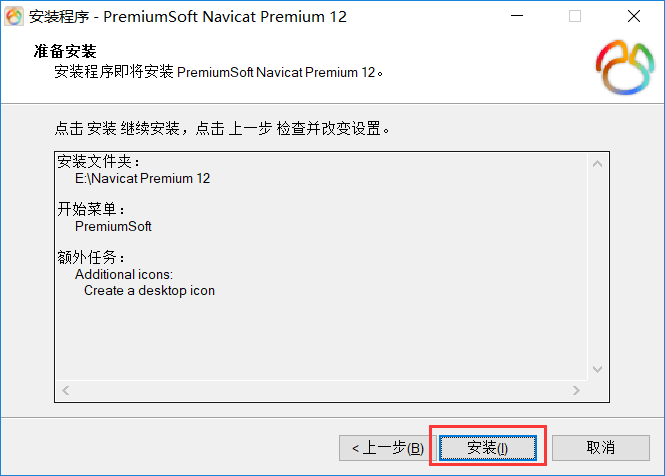 安装程序 - PremiumSoft Navicat Premium 12
准备安装
安装程序即将安装 PremiumSoft Navicat Premium 12。
点击 安装 继续安装，点击 上一步 检查并改变设置。
安装文件夹：
E:\Navicat Premium 12
开始菜单：
PremiumSoft
额外任务：
Additional icons:
Create a desktop icon
< 上一步(B) 安装(I) 取消